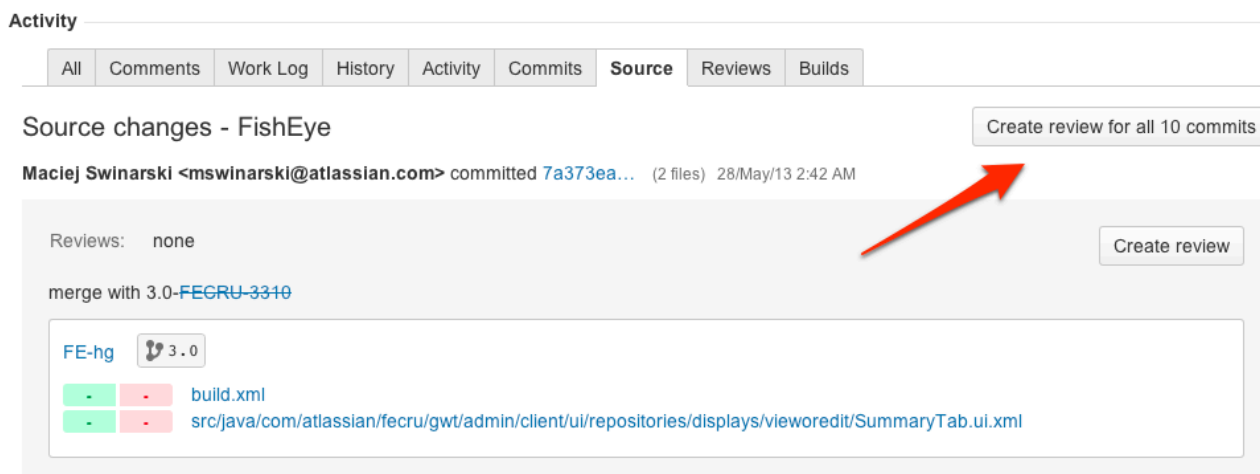 Activity
All Comments Work Log History Activity Commits Source Reviews Builds
Source changes - FishEye
Create review for all 10 commits
Maciej Swinarski <mswinarski@atlassian.com> committed 7a373ea... (2 files) 28/May/13 2:42 AM
Reviews: none
Create review
merge with 3.0-FECRU-3310
FE-hg 3.0
- - build.xml
- - src/java/com/atlassian/fecru/gwt/admin/client/ui/repositories/displays/vieworedit/SummaryTab.ui.xml